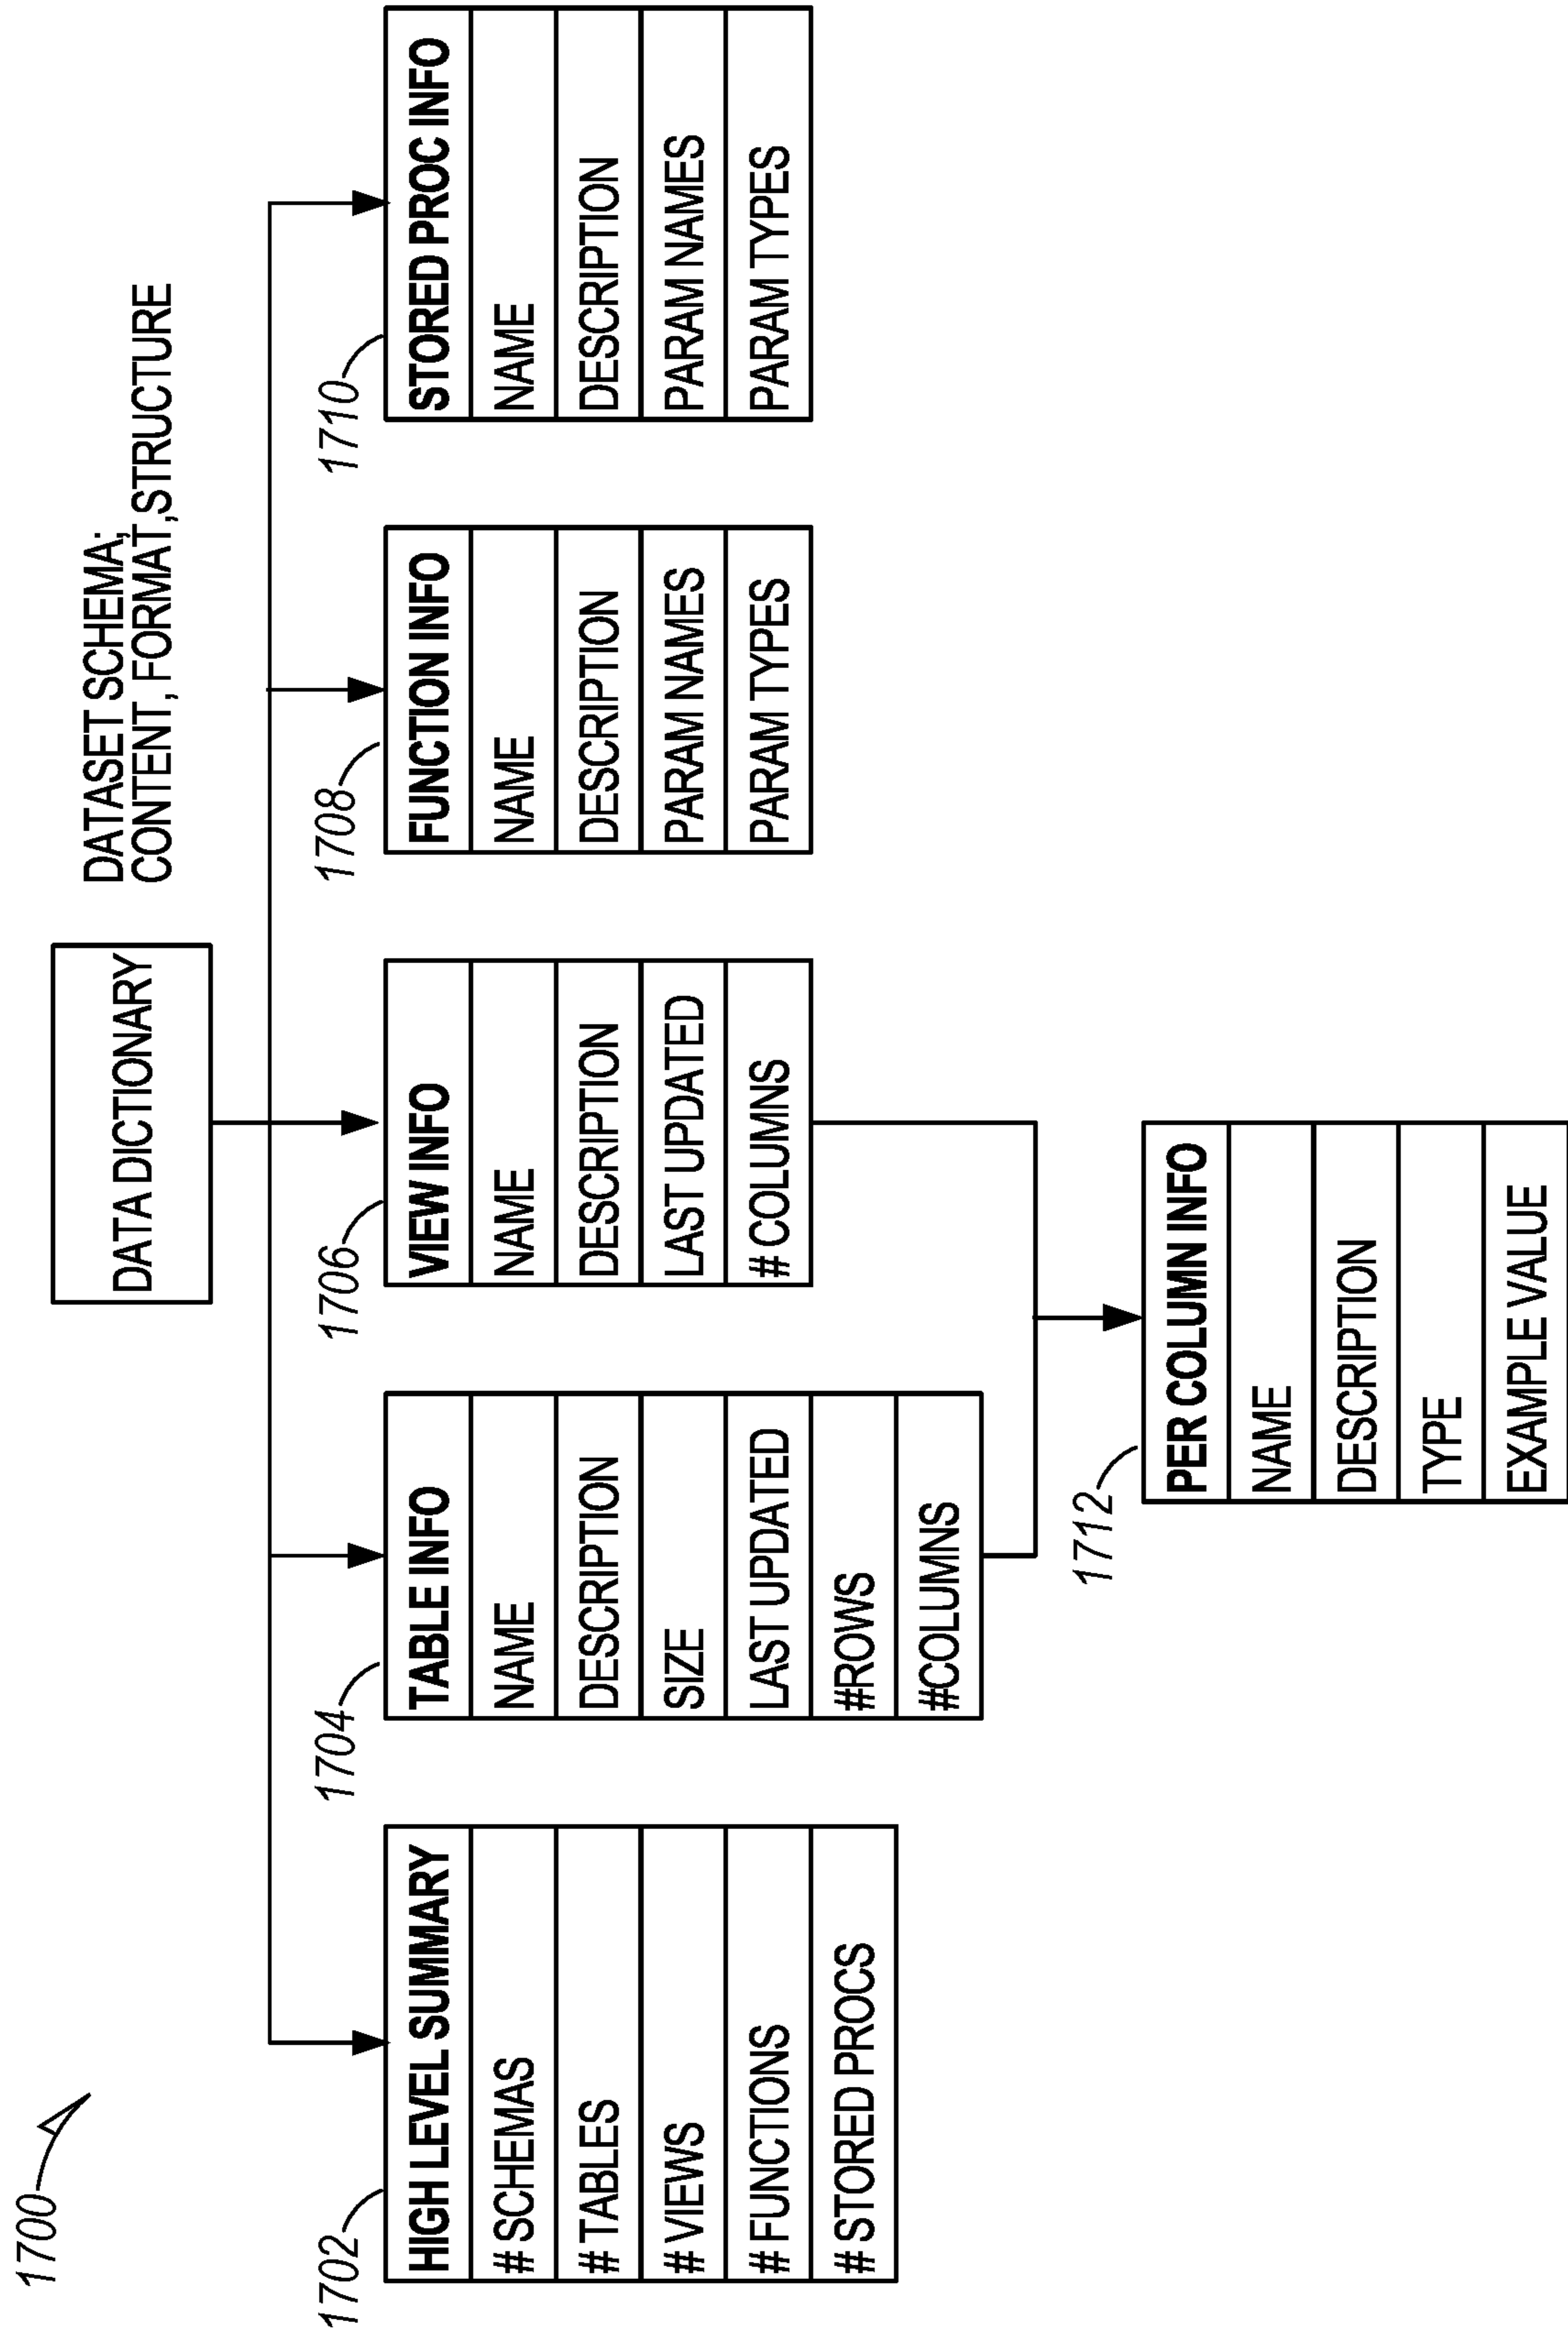 1700
DATA DICTIONARY
DATASET SCHEMA;
CONTENT, FORMAT,STRUCTURE
1702
HIGH LEVEL SUMMARY
# SCHEMAS
# TABLES
# VIEWS
# FUNCTIONS
# STORED PROCS
1704
TABLE INFO
NAME
DESCRIPTION
SIZE
LAST UPDATED
#ROWS
#COLUMNS
1706
VIEW INFO
NAME
DESCRIPTION
LAST UPDATED
# COLUMNS
1708
FUNCTION INFO
NAME
DESCRIPTION
PARAM NAMES
PARAM TYPES
1710
STORED PROC INFO
NAME
DESCRIPTION
PARAM NAMES
PARAM TYPES
1712
PER COLUMN INFO
NAME
DESCRIPTION
TYPE
EXAMPLE VALUE